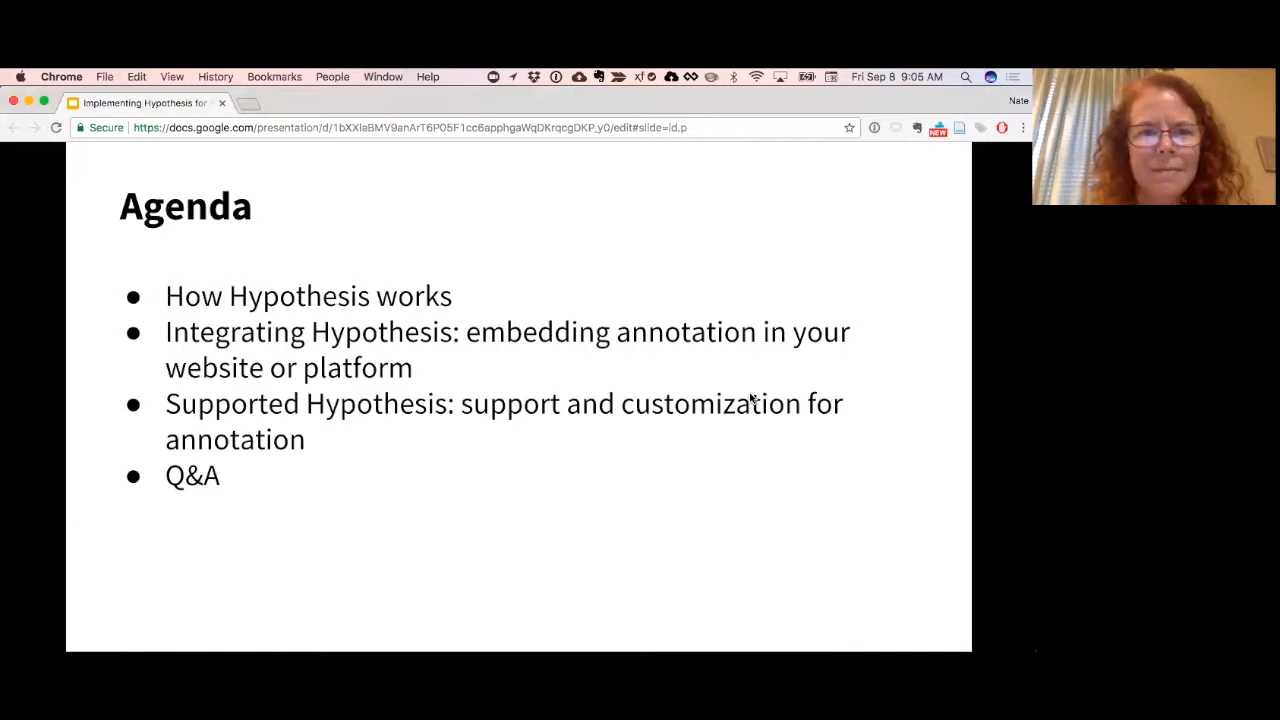 Chrome File Edit View History Bookmarks People Window Help Fri Sep 8 9:05 AM
Implementing Hypothesis for
Nate
Secure https://docs.google.com/presentation/d/1bXXlaBMV9anArT6P05F1cc6apphgaWqDKrqcgDKP_y0/edit#slide=id.p
NEW
Agenda
● How Hypothesis works
● Integrating Hypothesis: embedding annotation in your
website or platform
● Supported Hypothesis: support and customization for
annotation
● Q&A